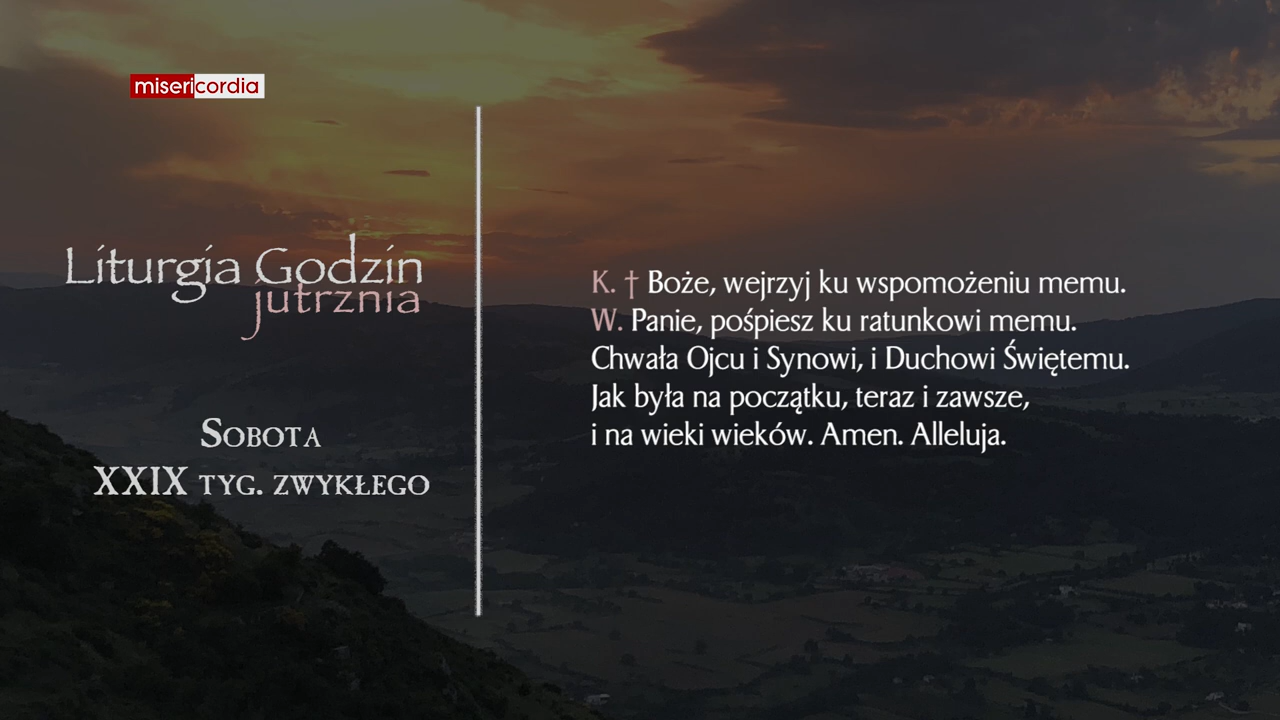 misericordia
Liturgia Godzin
jutrznia
Sobota
XXIX tyg. zwykłego
K. † Boże, wejrzyj ku wspomożeniu memu.
W. Panie, pośpiesz ku ratunkowi memu.
Chwała Ojcu i Synowi, i Duchowi Świętemu.
Jak była na początku, teraz i zawsze,
i na wieki wieków. Amen. Alleluja.